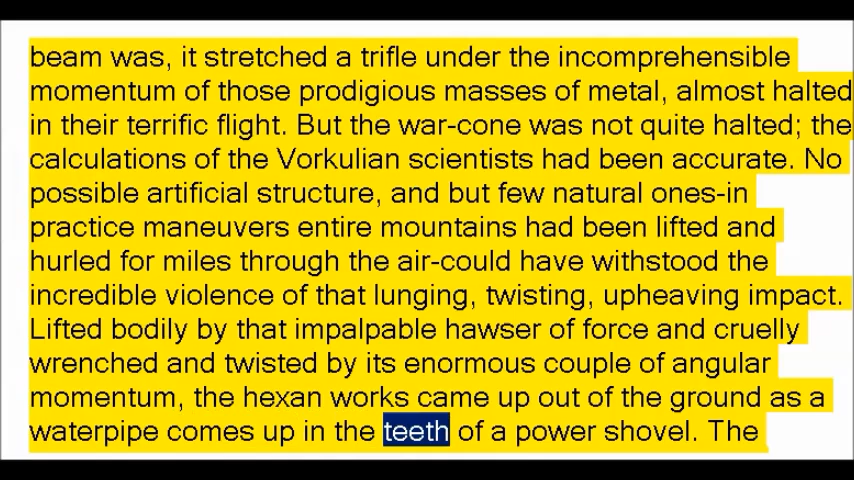 beam was, it stretched a trifle under the incomprehensible
momentum of those prodigious masses of metal, almost halted
in their terrific flight. But the war-cone was not quite halted; the
calculations of the Vorkulian scientists had been accurate. No
possible artificial structure, and but few natural ones-in
practice maneuvers entire mountains had been lifted and
hurled for miles through the air-could have withstood the
incredible violence of that lunging, twisting, upheaving impact.
Lifted bodily by that impalpable hawser of force and cruelly
wrenched and twisted by its enormous couple of angular
momentum, the hexan works came up out of the ground as a
waterpipe comes up in the teeth of a power shovel. The